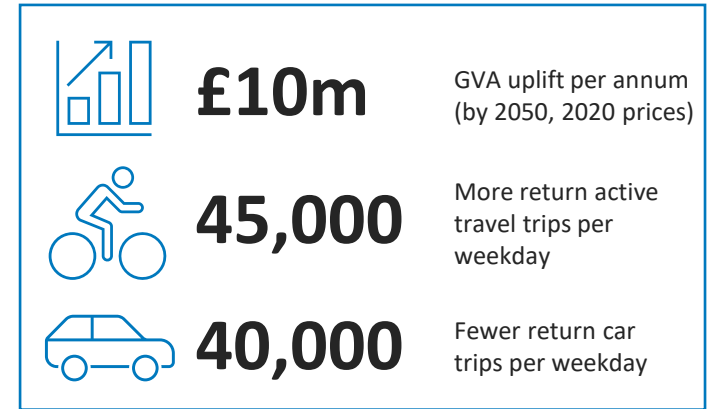 £10m
GVA uplift per annum
(by 2050, 2020 prices)
45,000
More return active
travel trips per
weekday
40,000
Fewer return car
trips per weekday